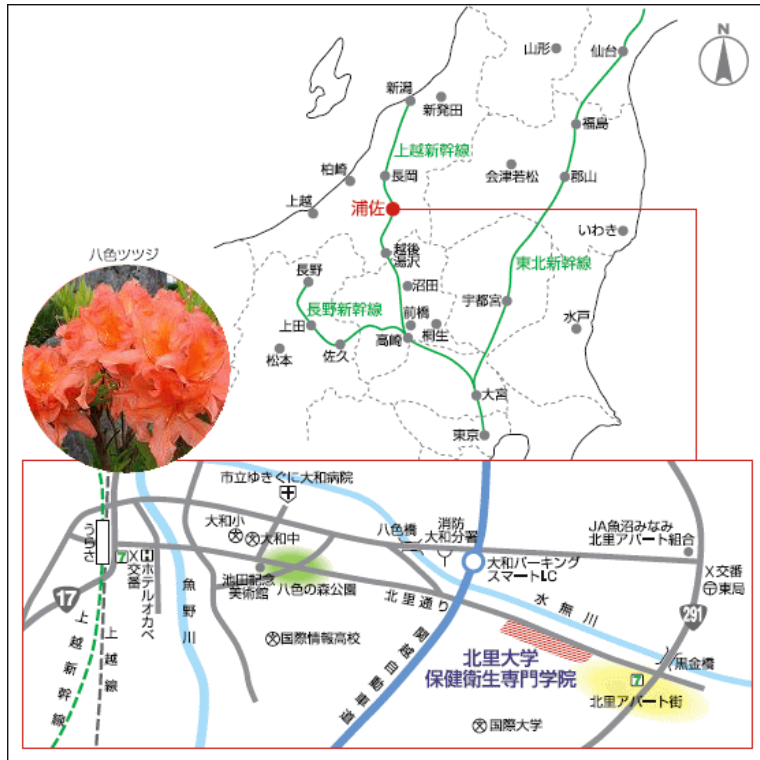 N
山形
仙台
新潟
新発田
福島
上越新幹線
柏崎
長岡
会津若松
郡山
上越
浦佐
いわき
八色ツツジ
越後
湯沢
東北新幹線
長野
沼田
長野新幹線
宇都宮
前橋
水戸
上田
桐生
松本
佐久
高崎
大宮
東京
市立ゆきぐに大和病院
大和小
大和中
八色橋
消防
大和分署
JA魚沼みなみ
北里アパート組合
うらさ
7
X
交番
H
ホテルオカベ
池田記念
美術館
八色の森公園
大和パーキング
スマートI.C
X交番
〒東局
17
魚野川
北里通り
水無川
291
上越新幹線
上越線
国際情報高校
関越自動車道
北里大学
保健衛生専門学院
黒金橋
7
北里アパート街
国際大学